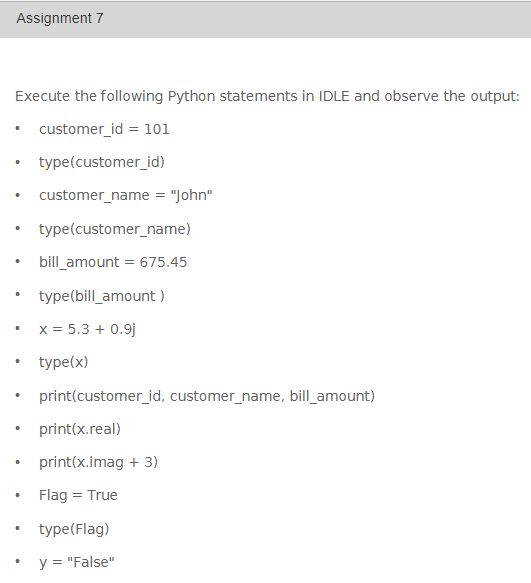 Assignment 7
Execute the following Python statements in IDLE and observe the output:
• customer_id = 101
• type(customer_id)
• customer_name = "John"
• type(customer_name)
• bill_amount = 675.45
• type(bill_amount )
• x = 5.3 + 0.9j
• type(x)
• print(customer_id, customer_name, bill_amount)
• print(x.real)
• print(x.imag + 3)
• Flag = True
• type(Flag)
• y = "False"